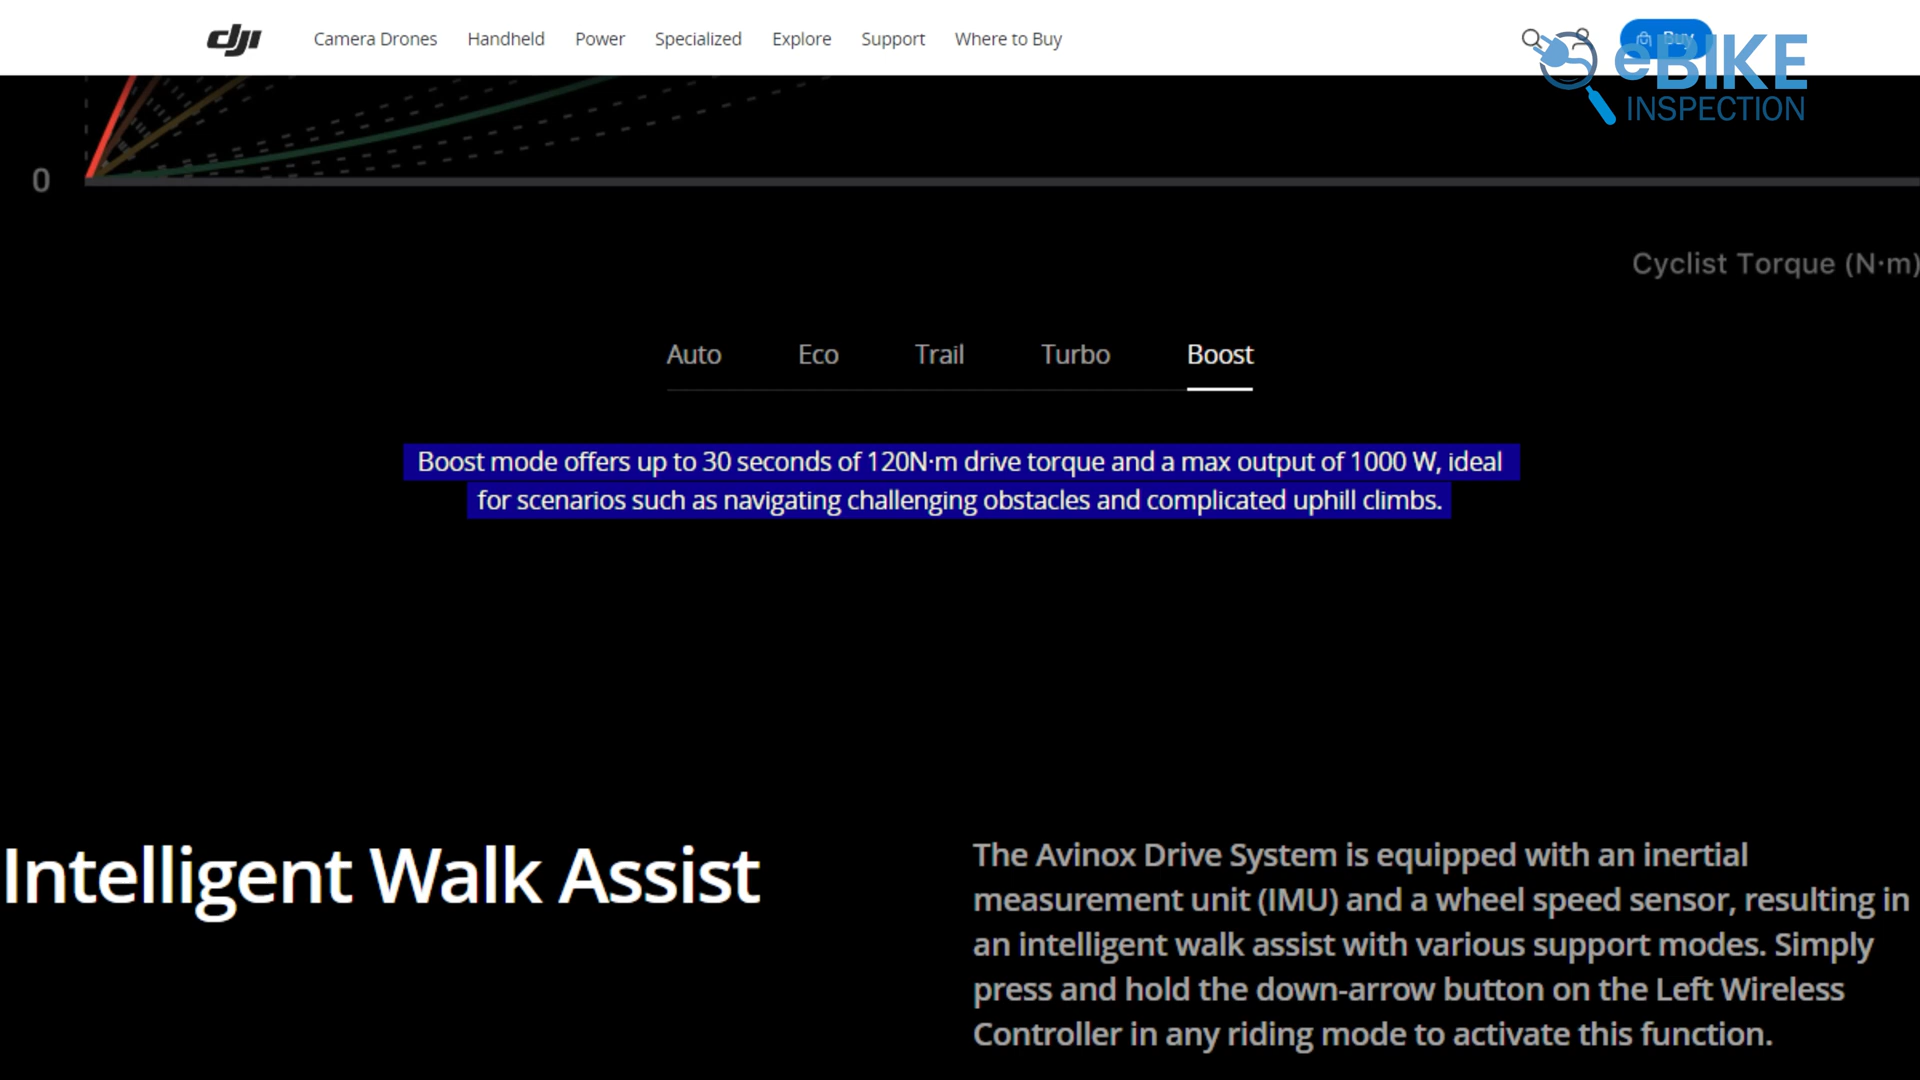 dji Camera Drones Handheld Power Specialized Explore Support Where to Buy Buy
eBIKE
INSPECTION
0
Cyclist Torque (N·m)
Auto Eco Trail Turbo Boost
Boost mode offers up to 30 seconds of 120N·m drive torque and a max output of 1000 W, ideal
for scenarios such as navigating challenging obstacles and complicated uphill climbs.
Intelligent Walk Assist
The Avinox Drive System is equipped with an inertial
measurement unit (IMU) and a wheel speed sensor, resulting in
an intelligent walk assist with various support modes. Simply
press and hold the down-arrow button on the Left Wireless
Controller in any riding mode to activate this function.